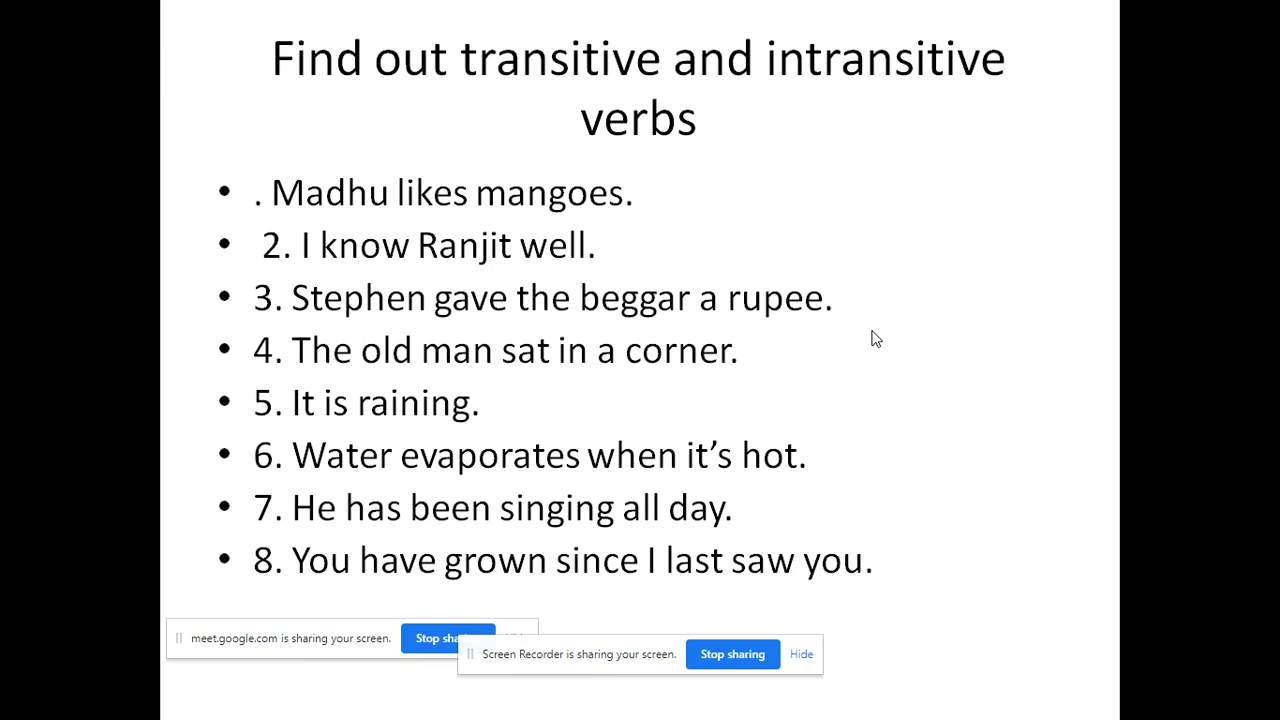 Find out transitive and intransitive
verbs
• . Madhu likes mangoes.
• 2. I know Ranjit well.
• 3. Stephen gave the beggar a rupee.
• 4. The old man sat in a corner.
• 5. It is raining.
• 6. Water evaporates when it’s hot.
• 7. He has been singing all day.
• 8. You have grown since I last saw you.
meet.google.com is sharing your screen. Stop
Screen Recorder is sharing your screen. Stop sharing Hide